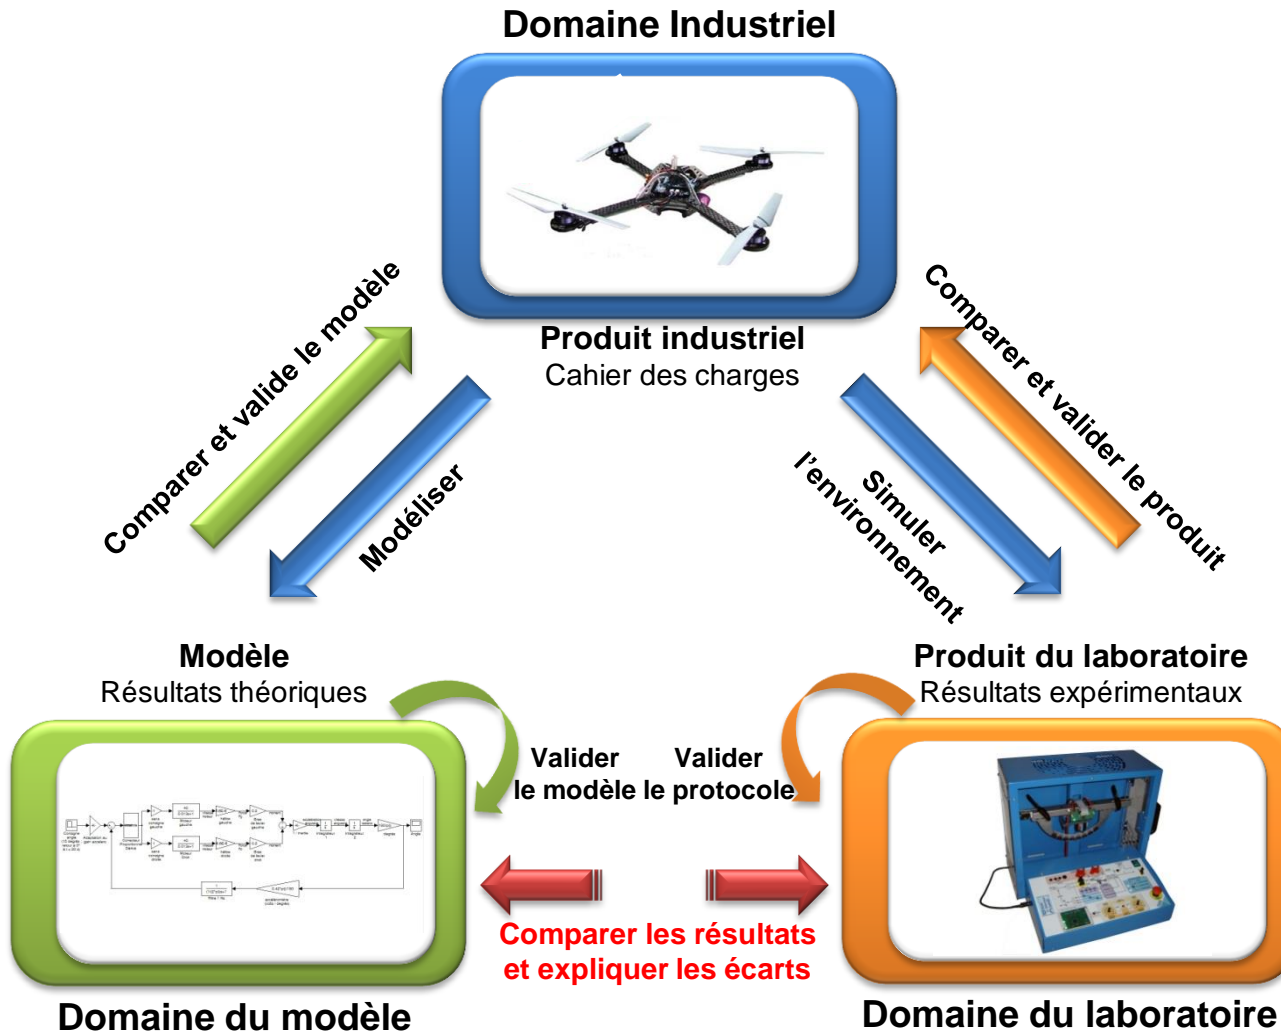 Domaine Industriel
Produit industriel
Cahier des charges
Comparer et valide le modèle
Modéliser
Simuler
l'environnement
Comparer et valider le produit
Modèle
Résultats théoriques
Produit du laboratoire
Résultats expérimentaux
Valider
le modèle
Valider
le protocole
Comparer les résultats
et expliquer les écarts
Domaine du modèle
Domaine du laboratoire